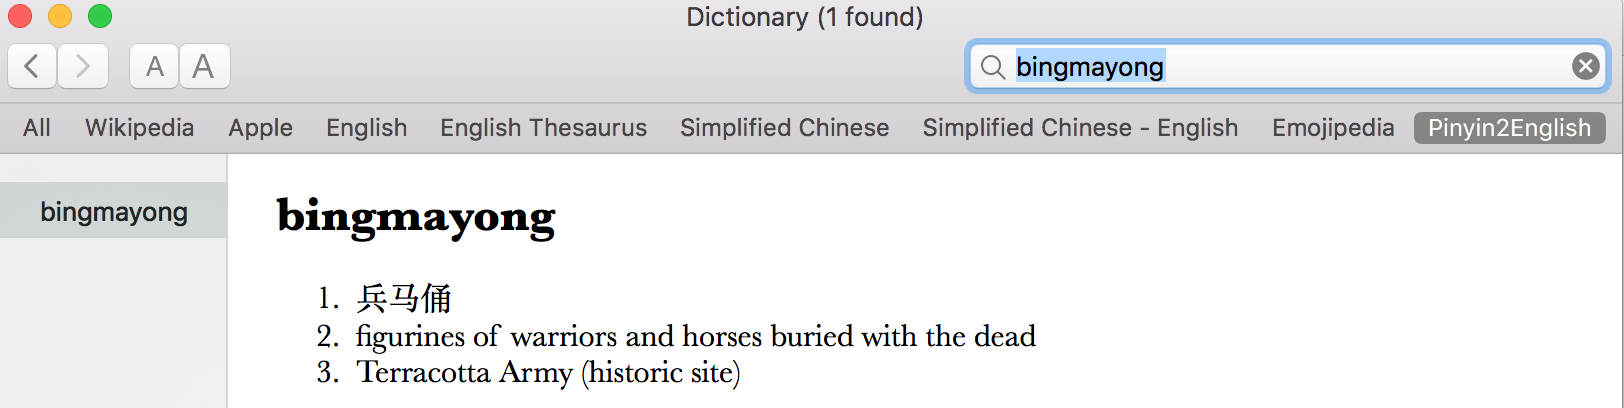 Dictionary (1 found)
A A bingmayong
All Wikipedia Apple English English Thesaurus Simplified Chinese Simplified Chinese - English Emojipedia Pinyin2English
bingmayong
bingmayong
1. 兵马俑
2. figurines of warriors and horses buried with the dead
3. Terracotta Army (historic site)